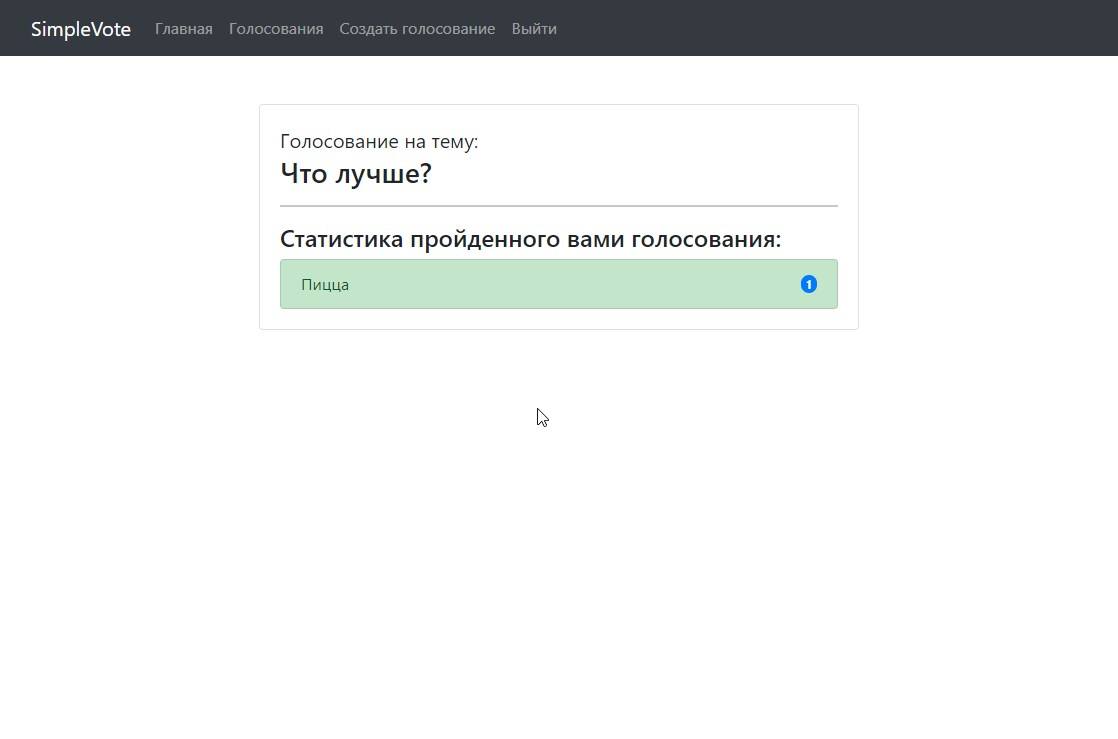 SimpleVote Главная Голосования Создать голосование Выйти
Голосование на тему:
Что лучше?
Статистика пройденного вами голосования:
Пицца 1